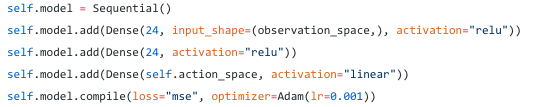 self.model = Sequential()
self.model.add(Dense(24, input_shape=(observation_space,), activation="relu"))
self.model.add(Dense(24, activation="relu"))
self.model.add(Dense(self.action_space, activation="linear"))
self.model.compile(loss="mse", optimizer=Adam(lr=0.001))